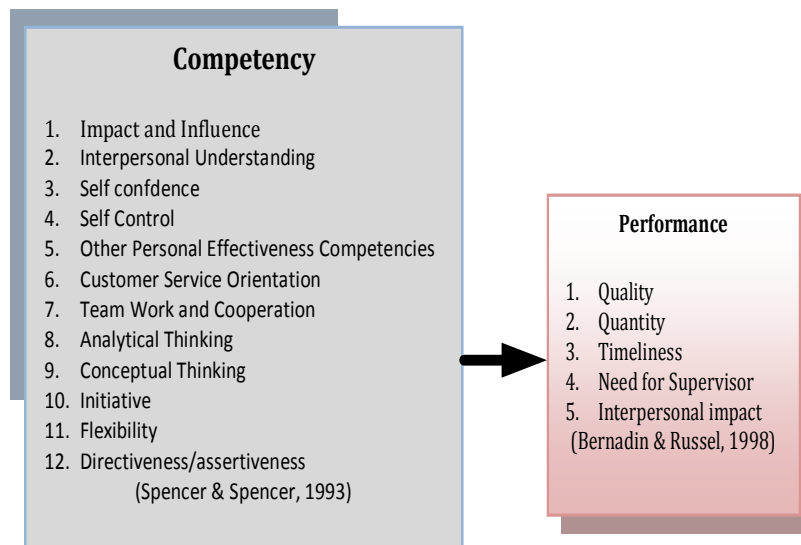 Competency
1. Impact and Influence
2. Interpersonal Understanding
3. Self confdence
4. Self Control
5. Other Personal Effectiveness Competencies
6. Customer Service Orientation
7. Team Work and Cooperation
8. Analytical Thinking
9. Conceptual Thinking
10. Initiative
11. Flexibility
12. Directiveness/assertiveness
(Spencer & Spencer, 1993)
Performance
1. Quality
2. Quantity
3. Timeliness
4. Need for Supervisor
5. Interpersonal impact
(Bernadin & Russel, 1998)